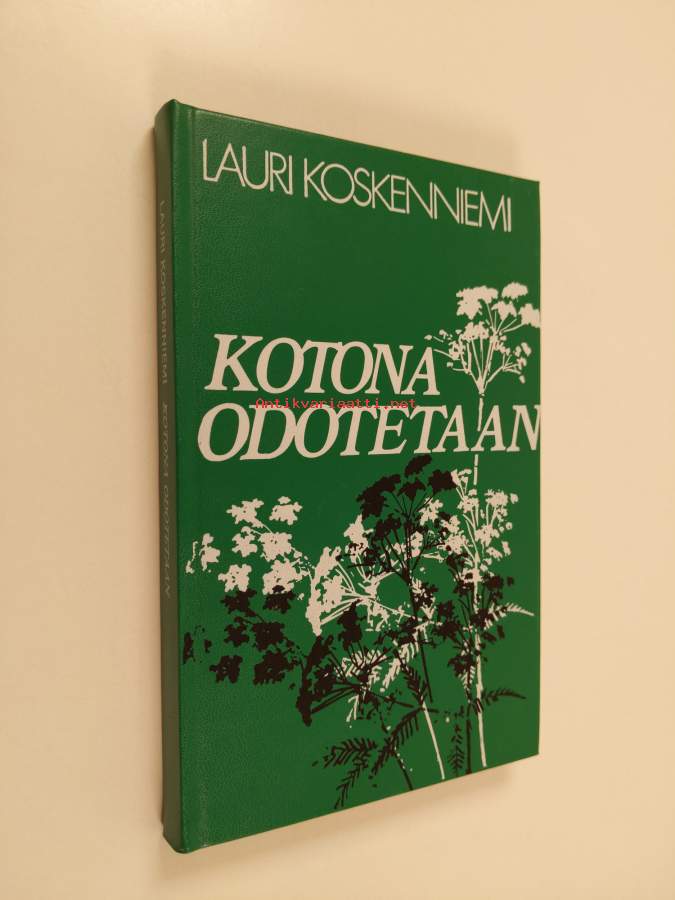 LAURI KOSKENNIEMI
KOTONA
ODOTETAAN
Antikvariaatti.net
LAURI KOSKENNIEMI KOTONA ODOTETAAN